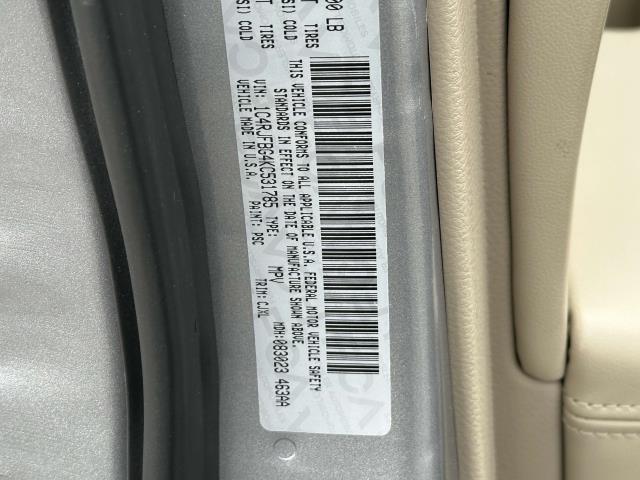 00 LB
T TIRES
SI) COLD
T TIRES
SI) COLD
THIS VEHICLE CONFORMS TO ALL APPLICABLE U.S.A. FEDERAL MOTOR VEHICLE SAFETY
STANDARDS IN EFFECT ON THE DATE OF MANUFACTURE SHOWN ABOVE.
VIN: 1C4RJFBG4KC531785 TYPE: MPV MDH:083023 463AA
VEHICLE MADE IN U.S.A. PAINT: PSC TRIM: CJXL